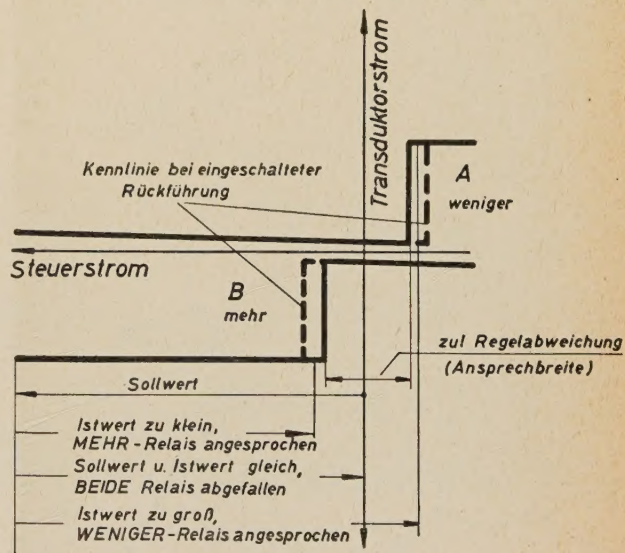 Transduktorstrom
Kennlinie bei eingeschalteter
Rückführung
A
weniger
Steuerstrom
B
mehr
zul Regelabweichung
(Ansprechbreite)
Sollwert
Istwert zu klein,
MEHR-Relais angesprochen
Sollwert u. Istwert gleich,
BEIDE Relais abgefallen
Istwert zu groß,
WENIGER-Relais angesprochen